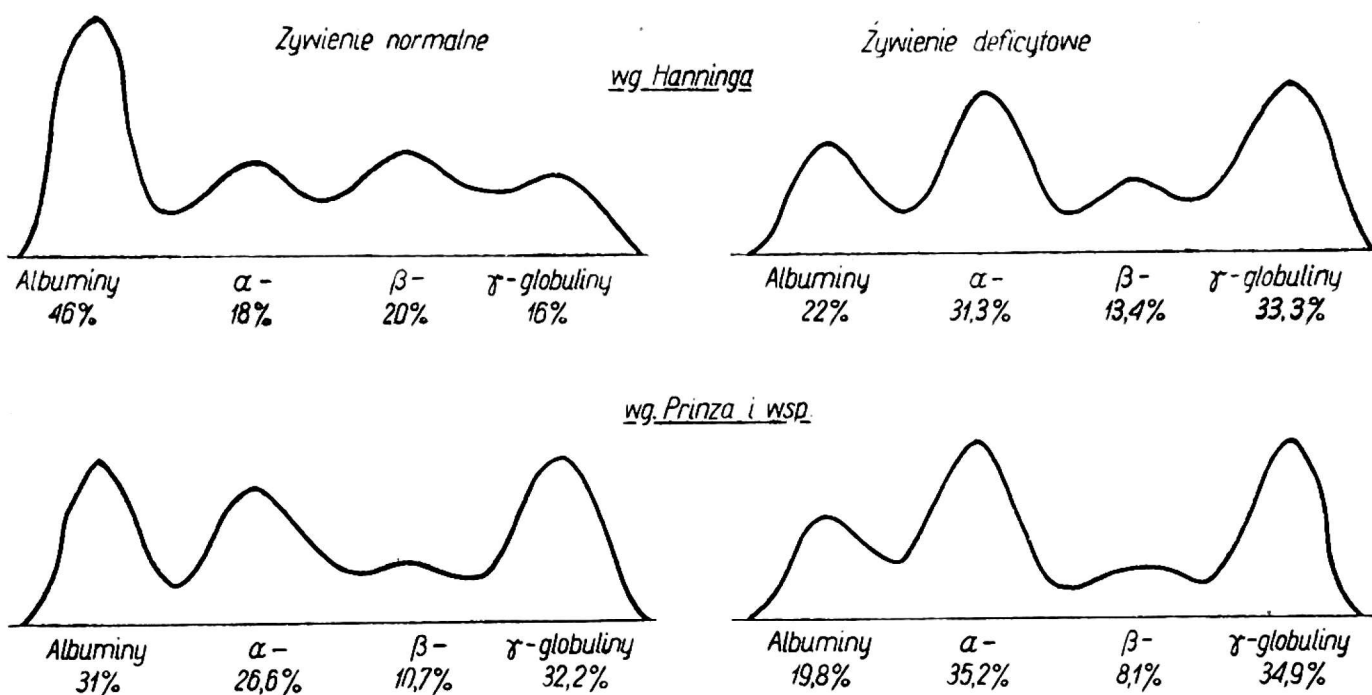 Zywienie normalne
Żywienie deficytowe
wg Hanninga
Albuminy α- β- γ-globuliny
46% 18% 20% 16%
Albuminy α- β- γ-globuliny
22% 31,3% 13,4% 33,3%
wg. Prinza i wsp.
Albuminy α- β- γ-globuliny
31% 26,6% 10,7% 32,2%
Albuminy α- β- γ-globuliny
19,8% 35,2% 8,1% 34,9%